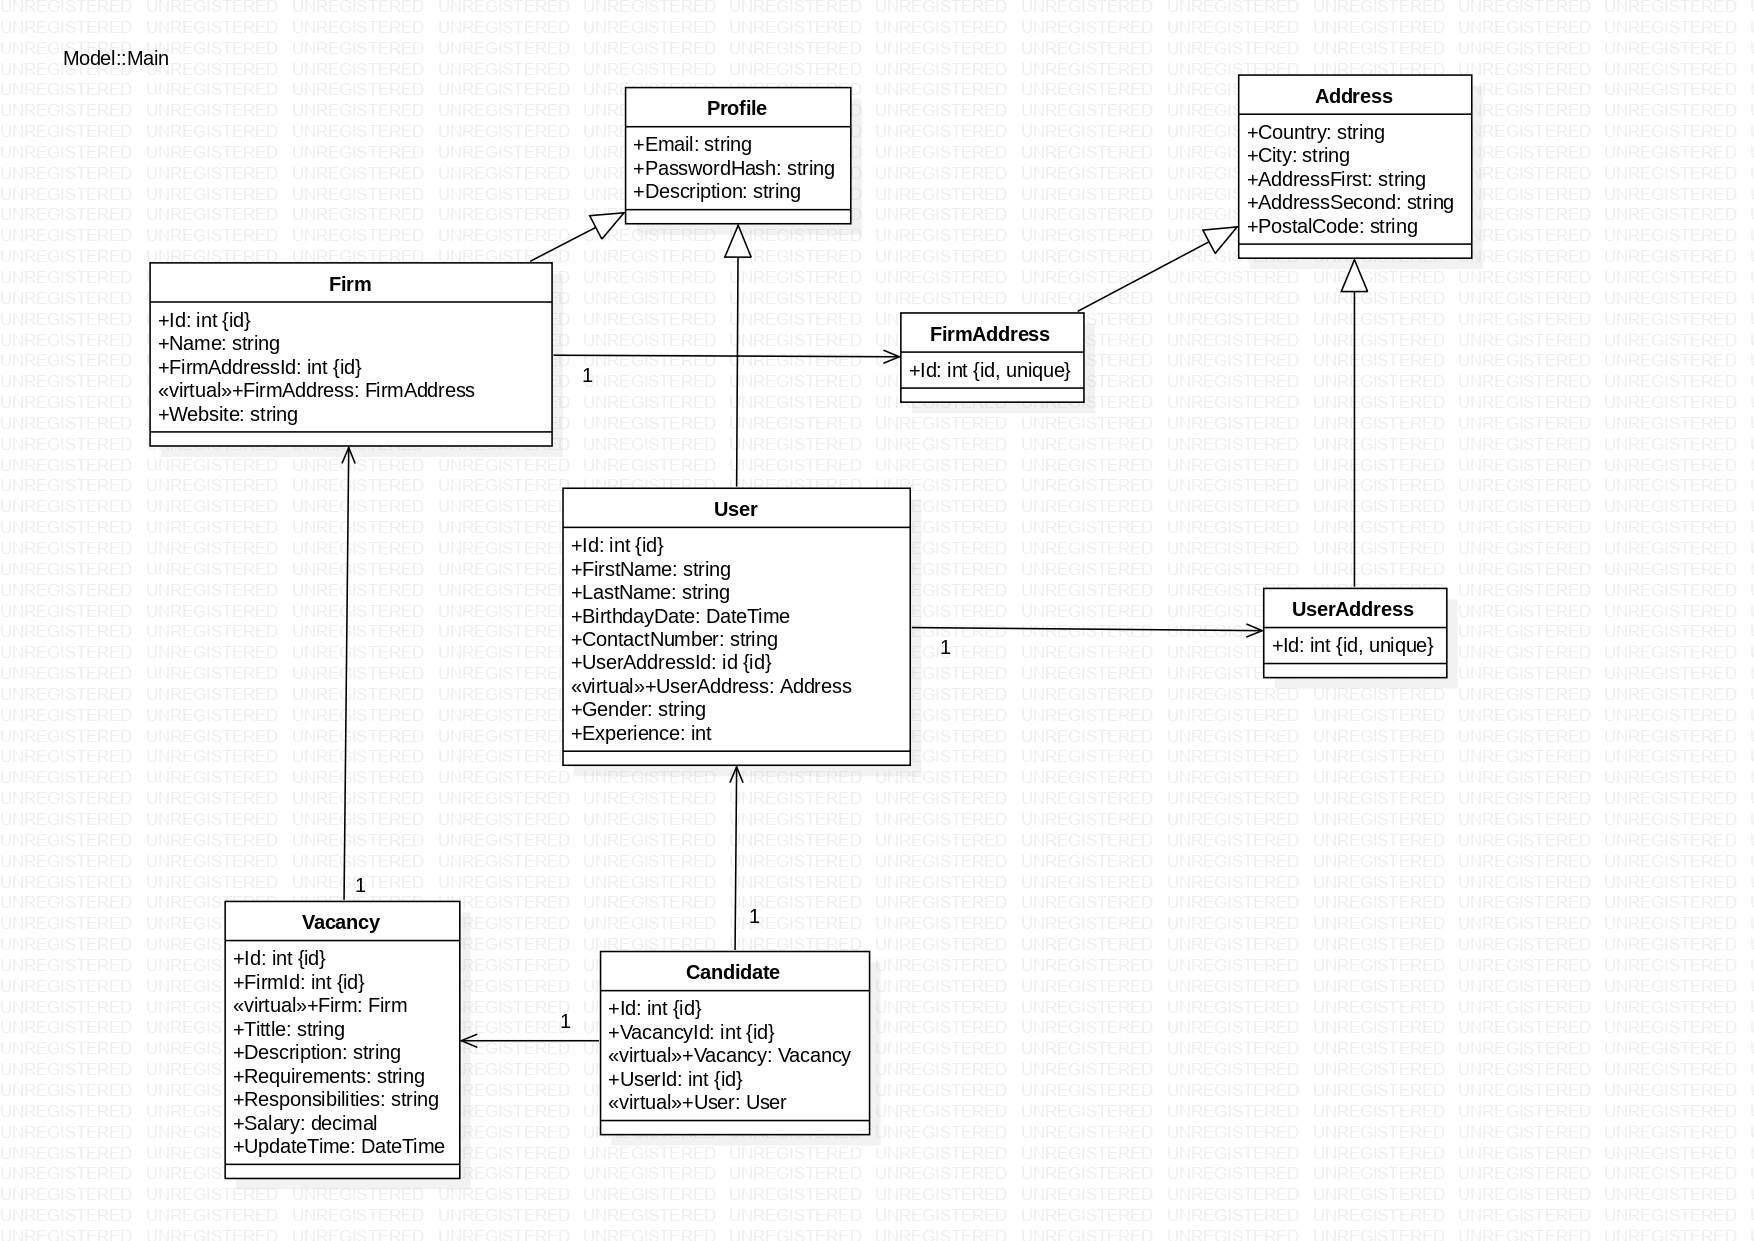 Model::Main
Profile
+Email: string
+PasswordHash: string
+Description: string
Address
+Country: string
+City: string
+AddressFirst: string
+AddressSecond: string
+PostalCode: string
Firm
+Id: int {id}
+Name: string
+FirmAddressId: int {id}
«virtual»+FirmAddress: FirmAddress
+Website: string
1
FirmAddress
+Id: int {id, unique}
User
+Id: int {id}
+FirstName: string
+LastName: string
+BirthdayDate: DateTime
+ContactNumber: string
+UserAddressId: id {id}
«virtual»+UserAddress: Address
+Gender: string
+Experience: int
1
UserAddress
+Id: int {id, unique}
1
Vacancy
+Id: int {id}
+FirmId: int {id}
«virtual»+Firm: Firm
+Tittle: string
+Description: string
+Requirements: string
+Responsibilities: string
+Salary: decimal
+UpdateTime: DateTime
1
1
Candidate
+Id: int {id}
+VacancyId: int {id}
«virtual»+Vacancy: Vacancy
+UserId: int {id}
«virtual»+User: User
UNREGISTERED